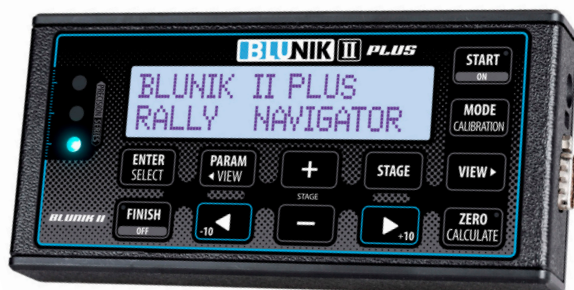 BLUNIK II PLUS
START
ON
BLUNIK II PLUS
RALLY NAVIGATOR
MODE
CALIBRATION
ENTER
SELECT
PARAM
◄VIEW
+
STAGE
STAGE
VIEW►
BLUNIK II
FINISH
OFF
◄
-10
−
►
+10
ZERO
CALCULATE